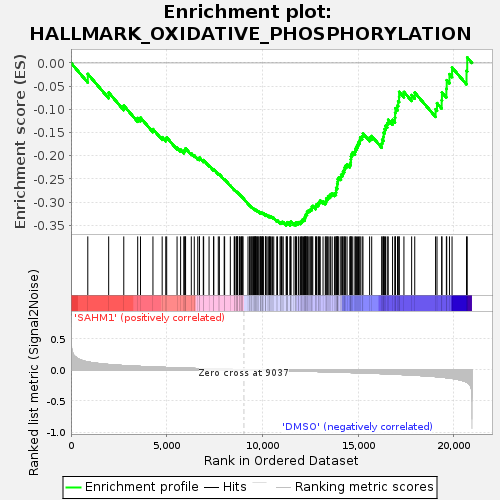 Enrichment plot:
HALLMARK_OXIDATIVE_PHOSPHORYLATION
Enrichment score (ES)
0.00
-0.05
-0.10
-0.15
-0.20
-0.25
-0.30
-0.35
'SAHM1' (positively correlated)
Ranked list metric (Signal2Noise)
0.5
0.0
-0.5
-1.0
Zero cross at 9037
'DMSO' (negatively correlated)
0
5,000
10,000
15,000
20,000
Rank in Ordered Dataset
Enrichment profile
Hits
Ranking metric scores